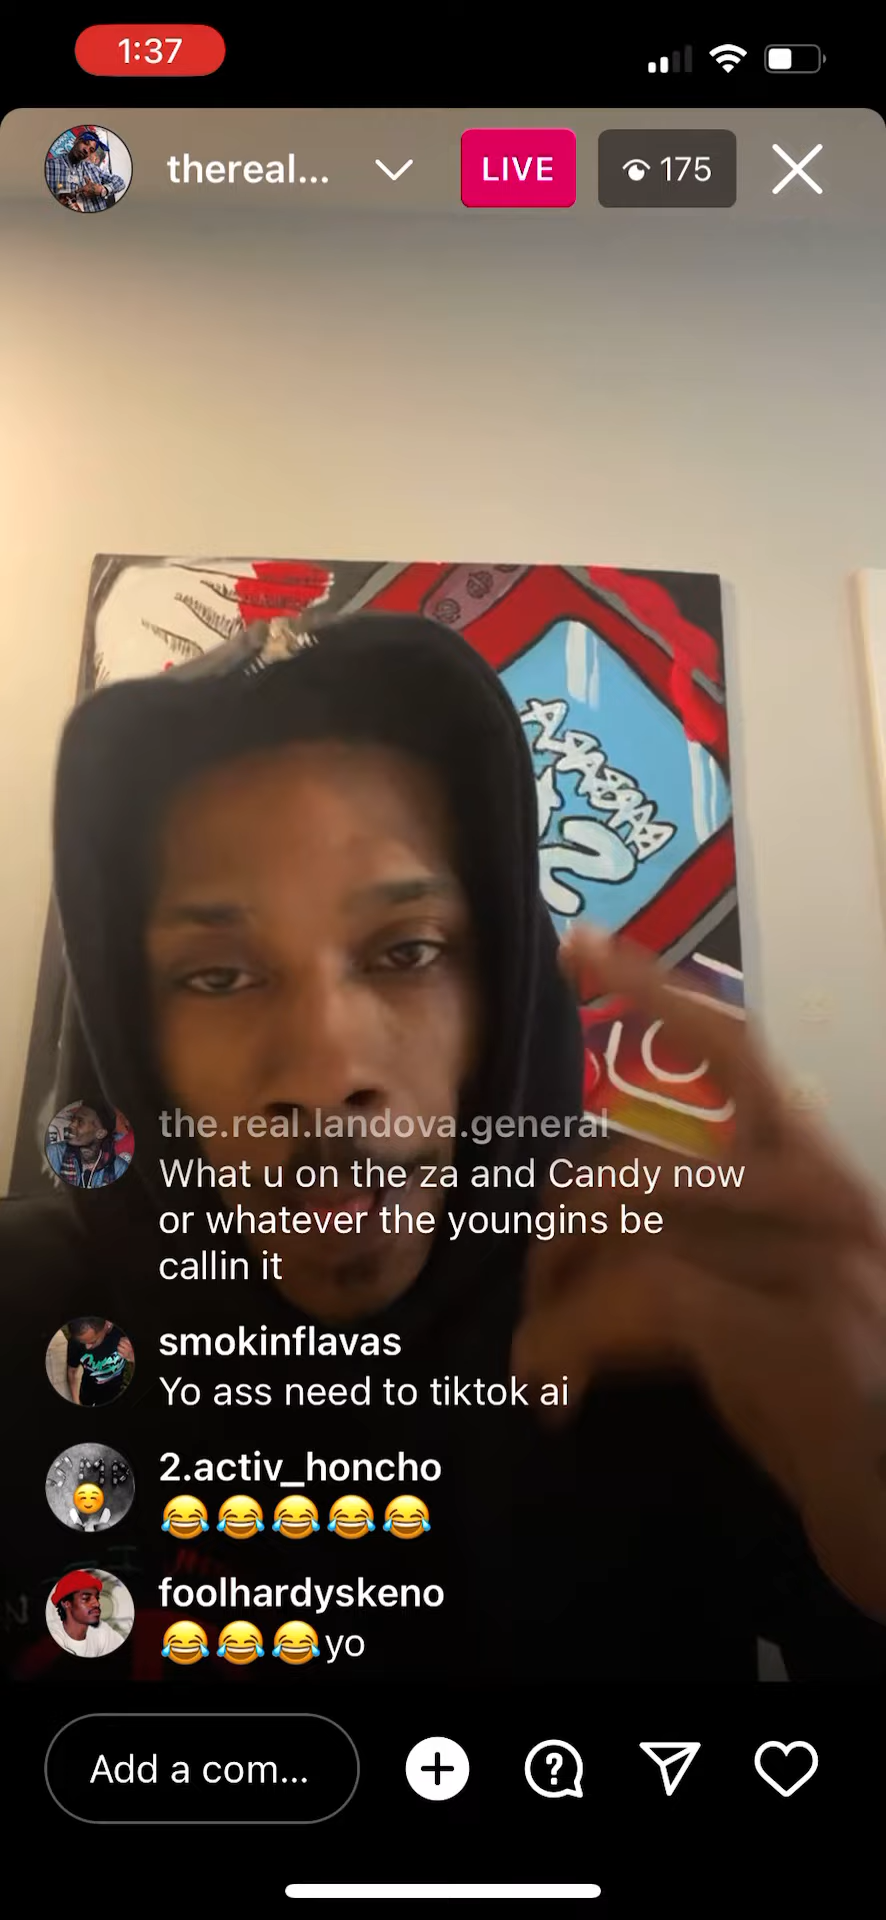 1:37
thereal...
LIVE
175
the.real.landova.general
What u on the za and Candy now
or whatever the youngins be
callin it
smokinflavas
Yo ass need to tiktok ai
2.activ_honcho
😂😂😂😂😂
foolhardyskeno
😂😂😂yo
Add a com...